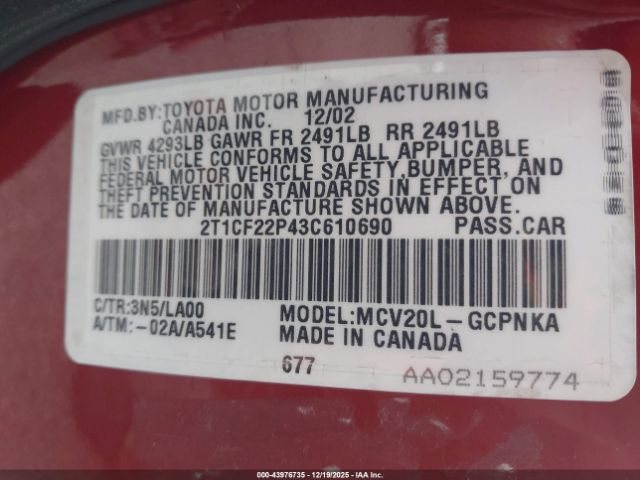 MFD.BY:TOYOTA MOTOR MANUFACTURING
CANADA INC. 12/02
GVWR 4293LB GAWR FR 2491LB RR 2491LB
THIS VEHICLE CONFORMS TO ALL APPLICABLE
FEDERAL MOTOR VEHICLE SAFETY,BUMPER, AND
THEFT PREVENTION STANDARDS IN EFFECT ON
THE DATE OF MANUFACTURE SHOWN ABOVE.
2T1CF22P43C610690 PASS.CAR
C/TR:3N5/LA00 MODEL:MCV20L-GCPNKA
A/TM:-02A/A541E MADE IN CANADA
677 AA02159774
000-43976735 - 12/19/2025 - IAA Inc.